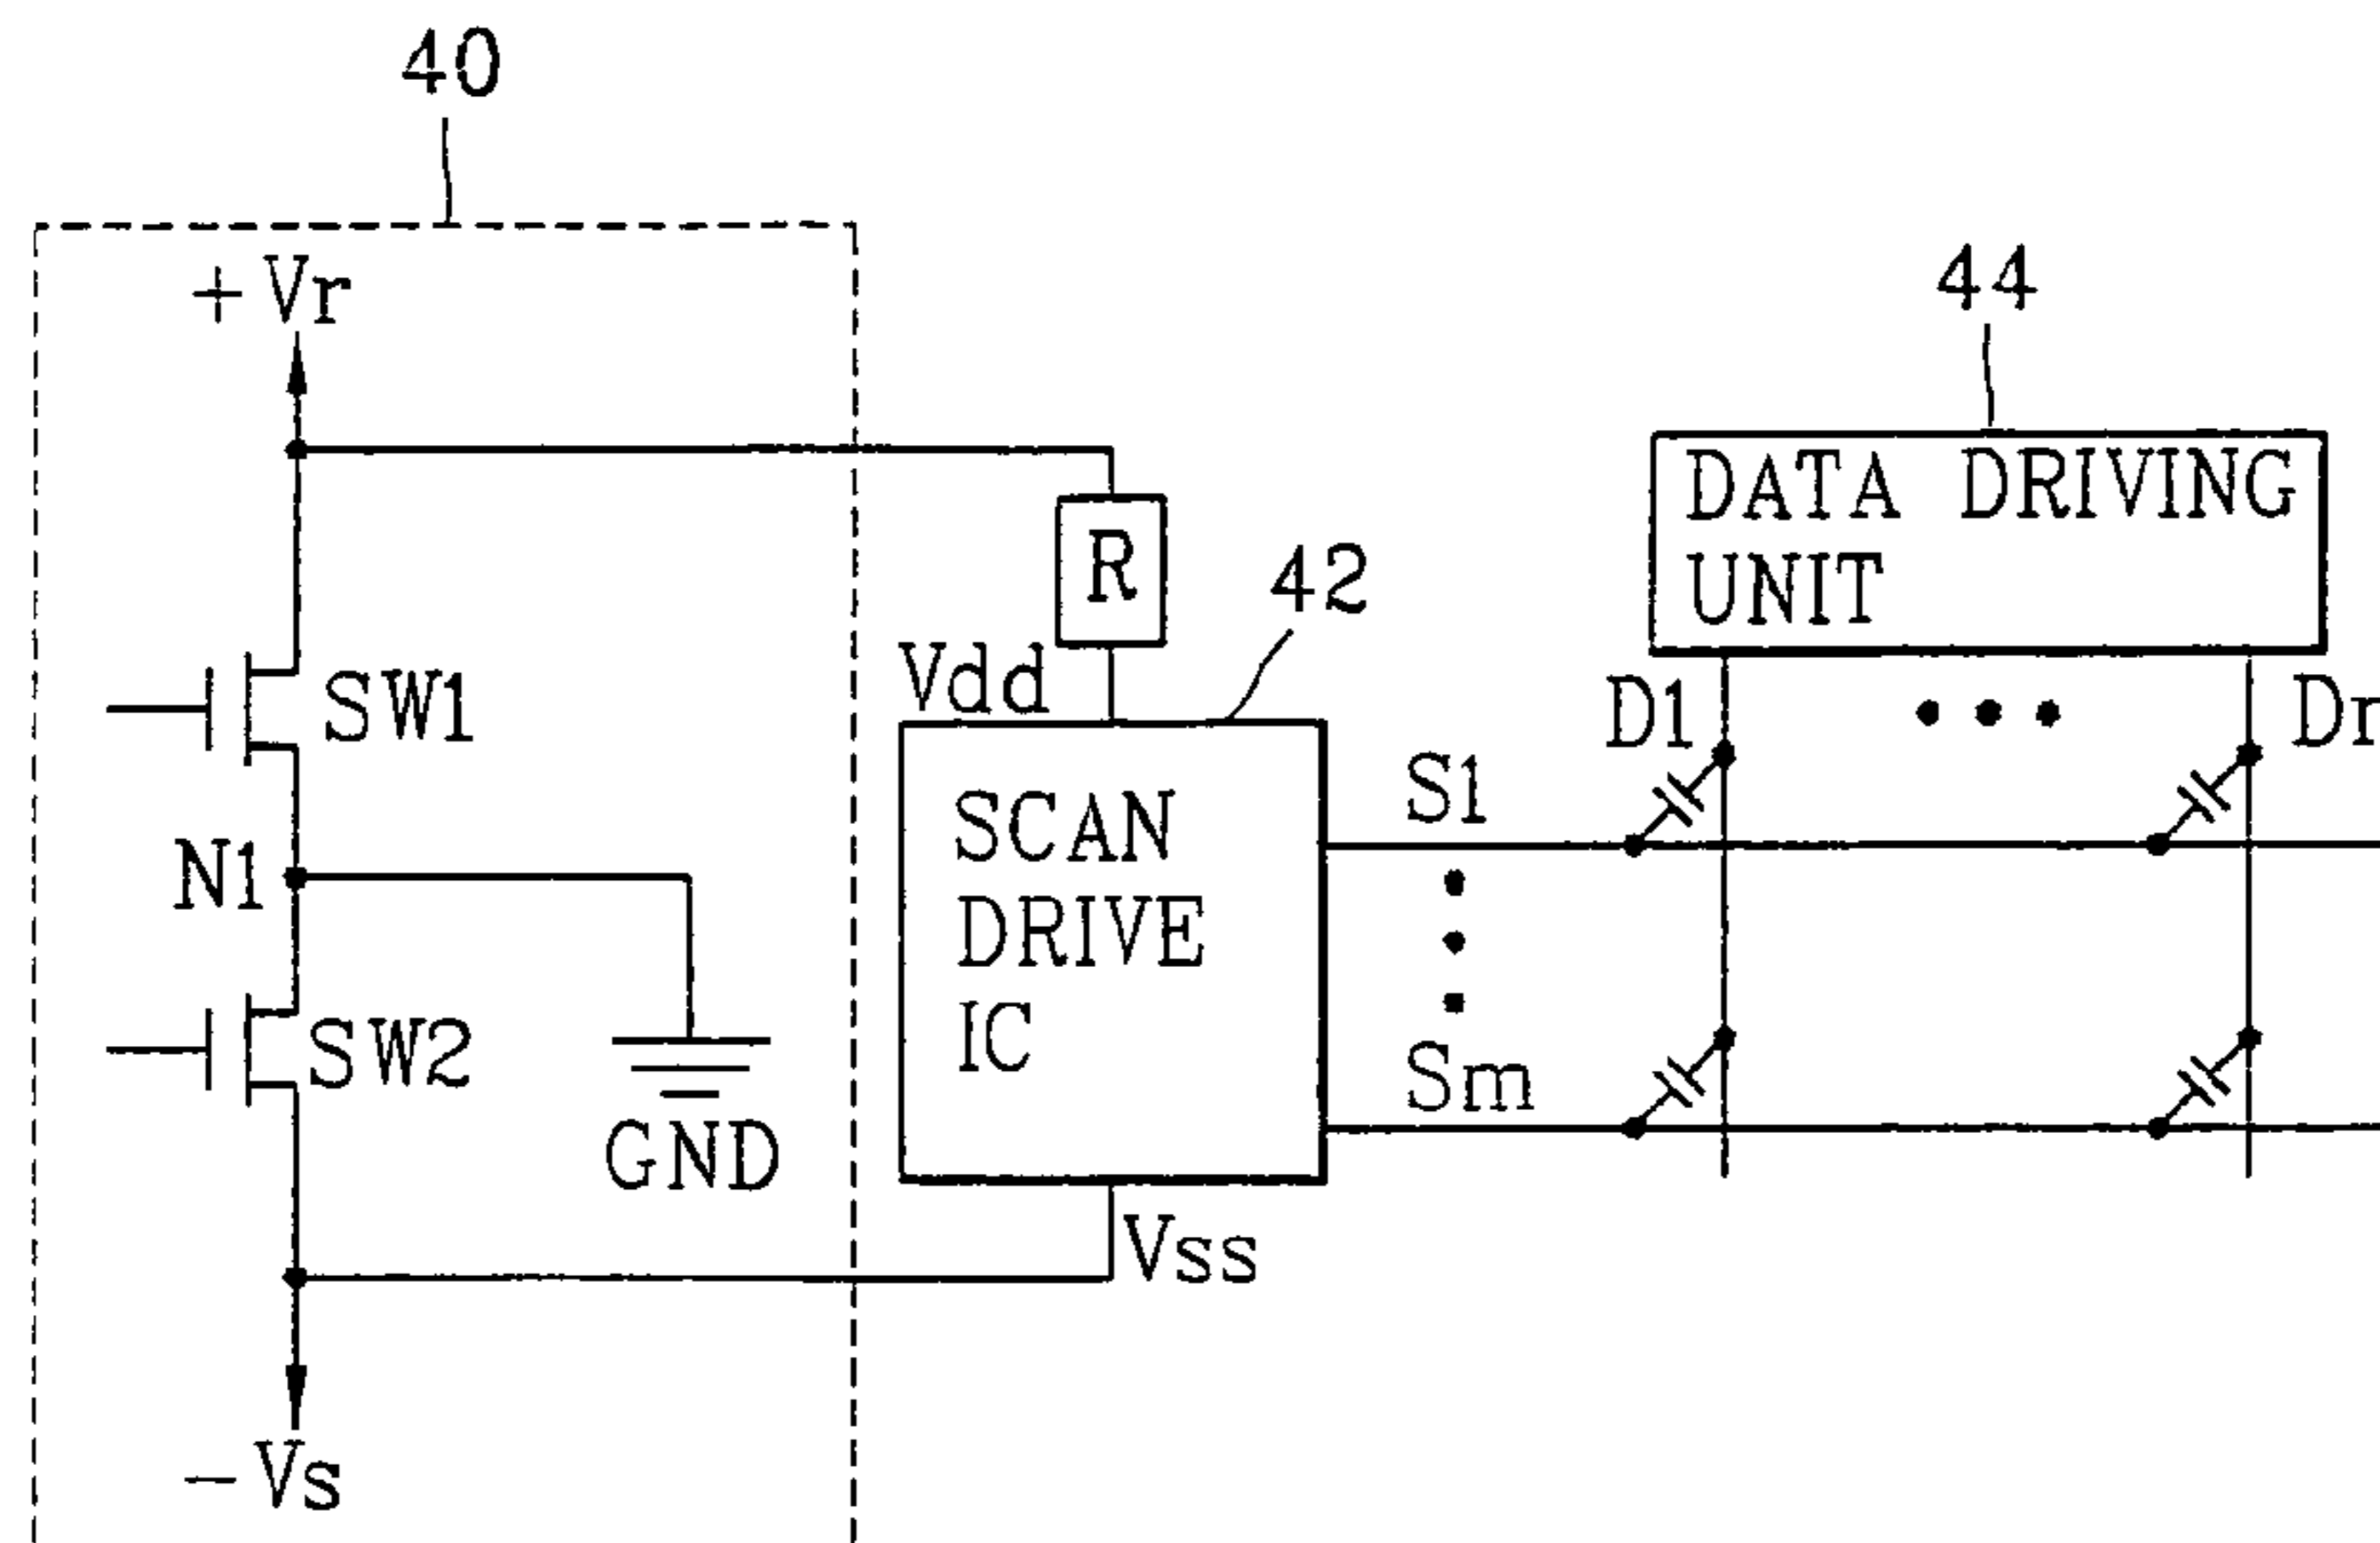 40
+Vr
44
DATA DRIVING
UNIT
R
42
Vdd
SW1
D1
S1
SCAN
DRIVE
IC
N1
SW2
Sm
GND
Vss
-Vs